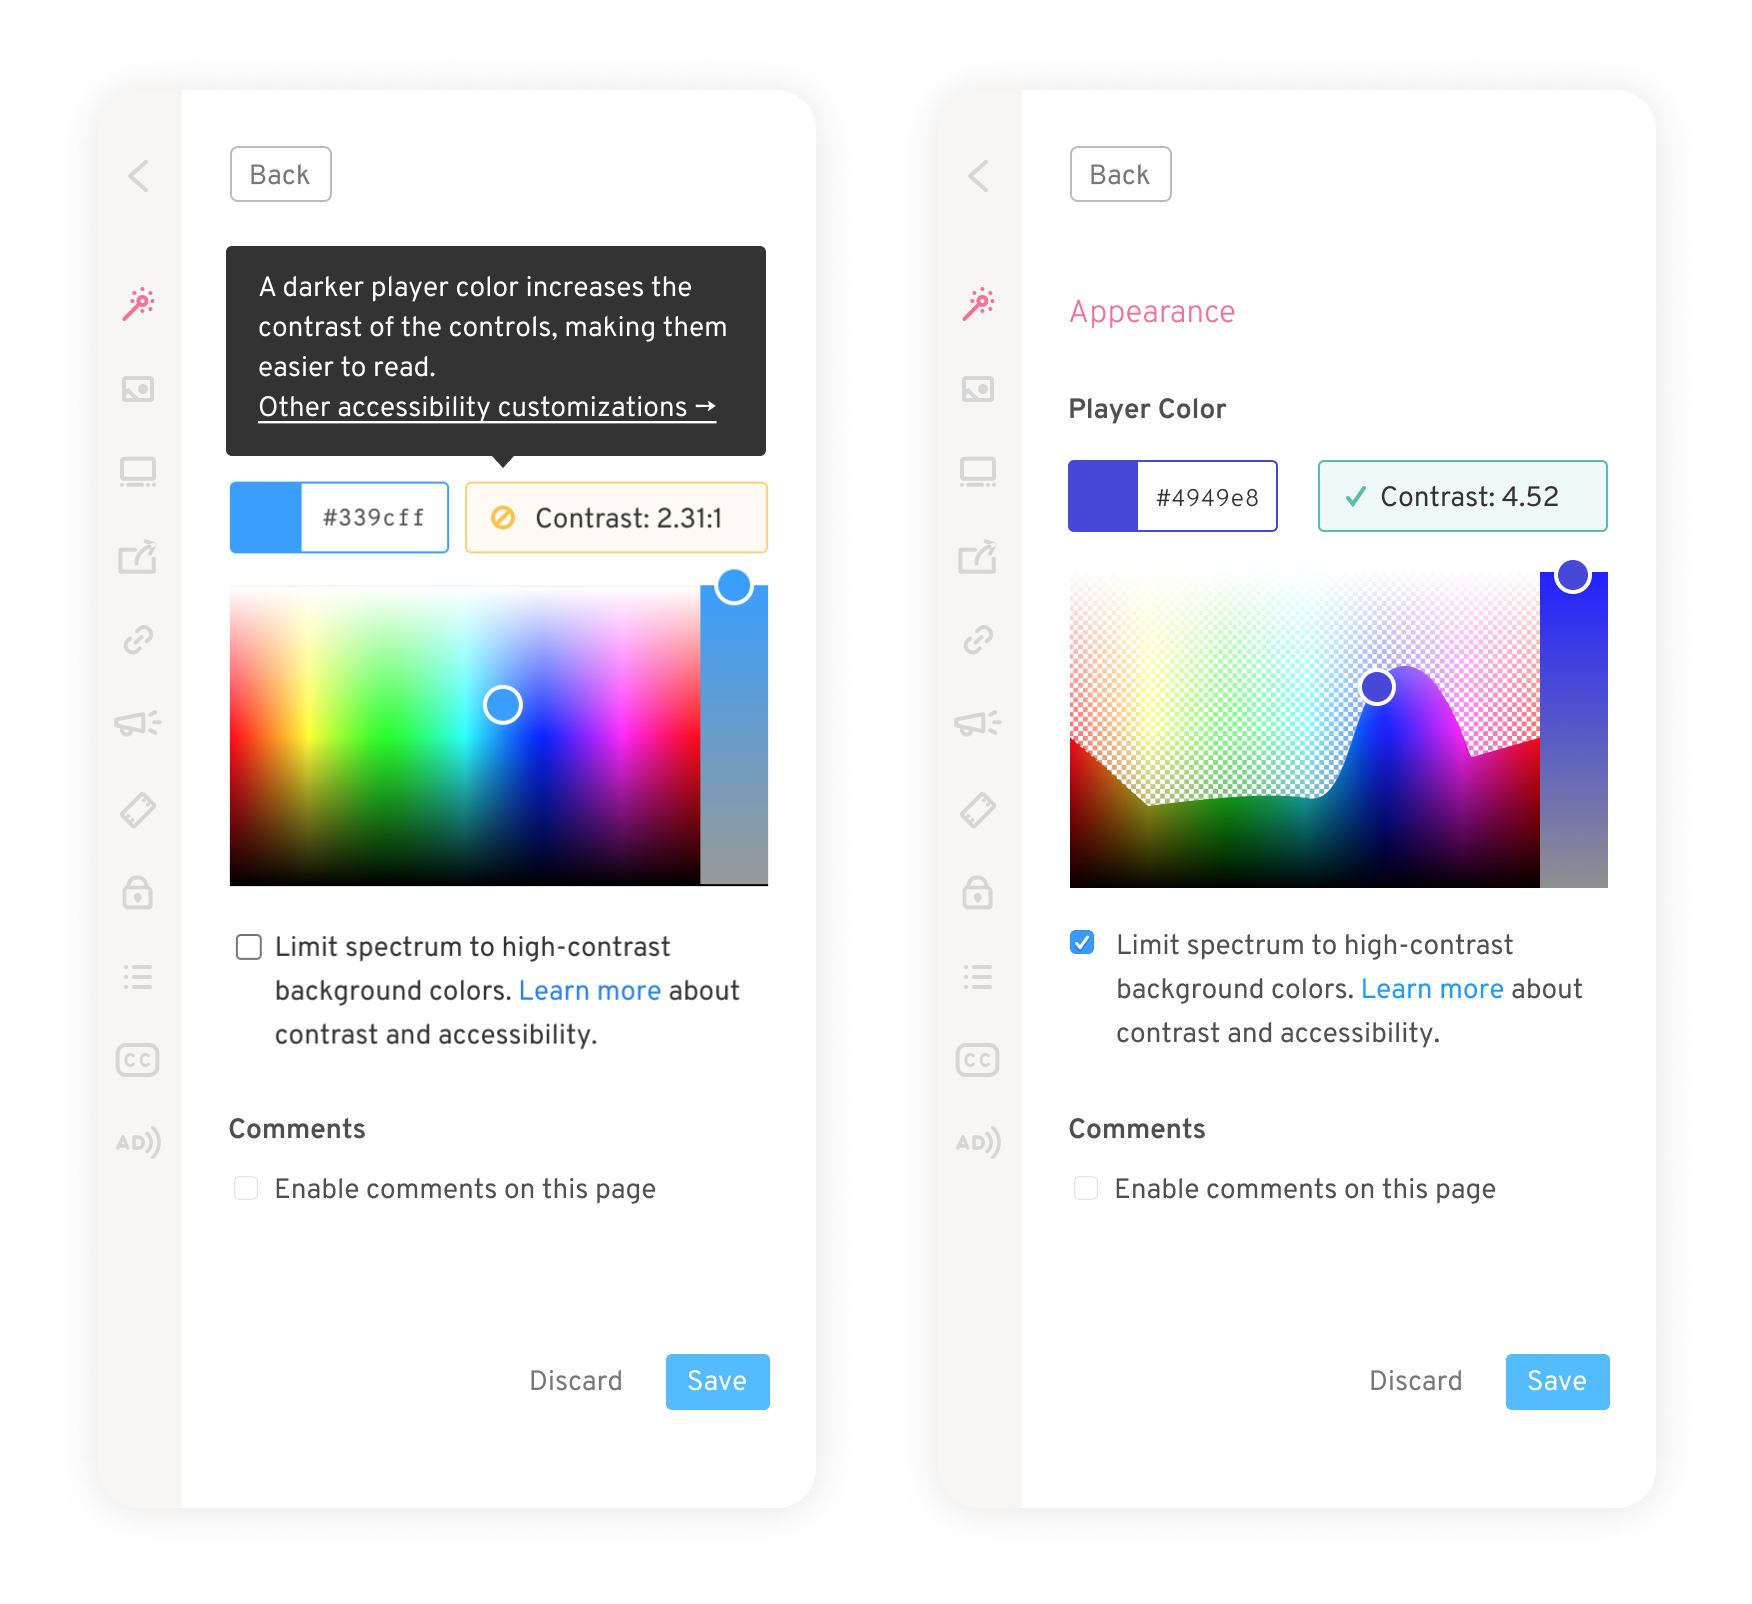 Back
A darker player color increases the
contrast of the controls, making them
easier to read.
Other accessibility customizations →
#339cff
Contrast: 2.31:1
Limit spectrum to high-contrast
background colors. Learn more about
contrast and accessibility.
Comments
Enable comments on this page
Discard
Save
CC
AD
Back
Appearance
Player Color
#4949e8
Contrast: 4.52
Limit spectrum to high-contrast
background colors. Learn more about
contrast and accessibility.
Comments
Enable comments on this page
Discard
Save
CC
AD